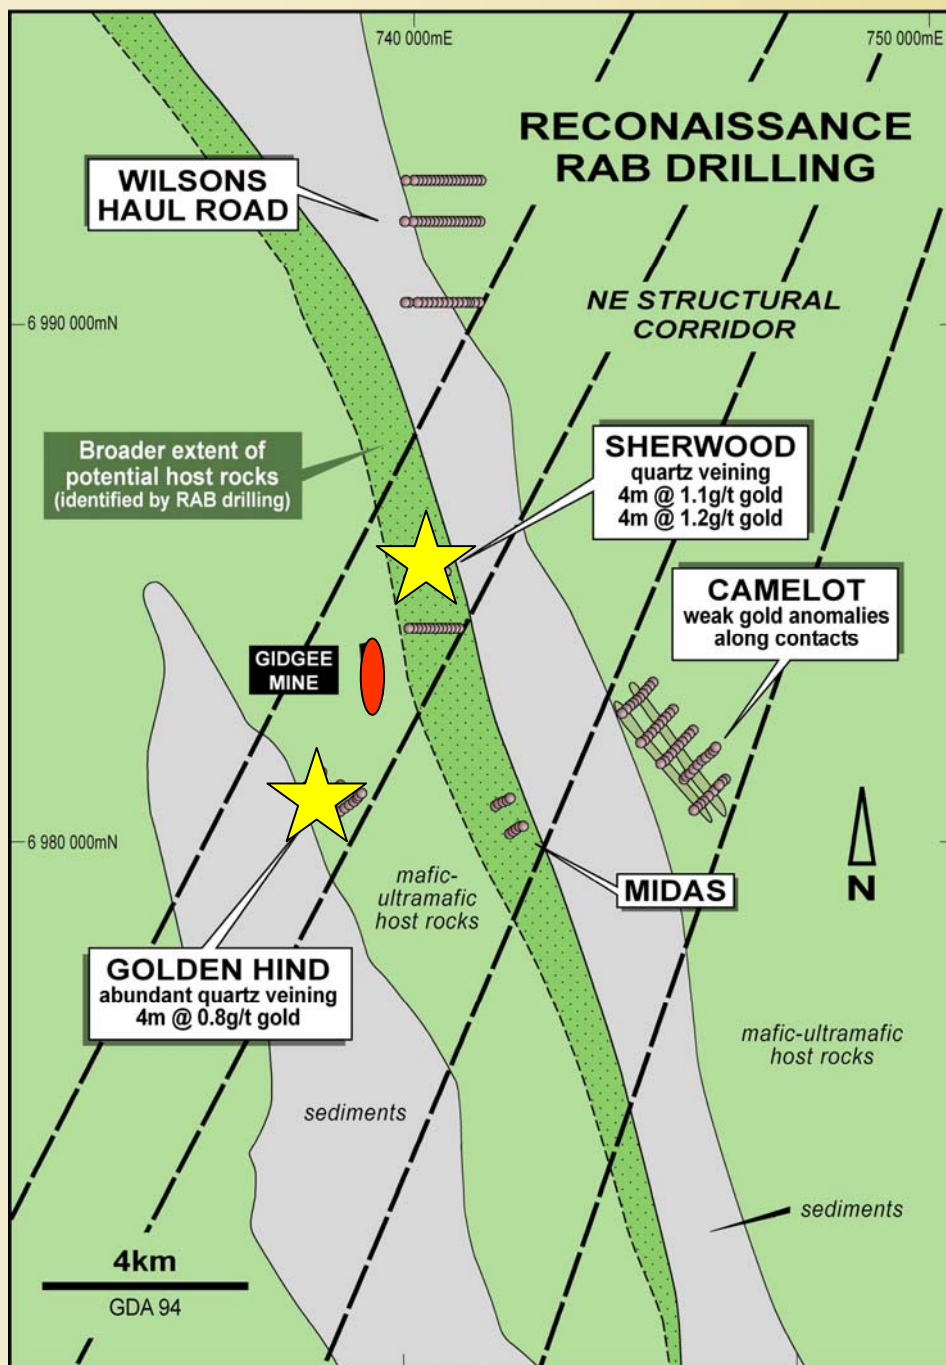 740 000mE
750 000mE
RECONAISSANCE
RAB DRILLING
WILSONS
HAUL ROAD
NE STRUCTURAL
CORRIDOR
6 990 000mN
Broader extent of
potential host rocks
(identified by RAB drilling)
SHERWOOD
quartz veining
4m @ 1.1g/t gold
4m @ 1.2g/t gold
CAMELOT
weak gold anomalies
along contacts
GIDGEE
MINE
6 980 000mN
mafic-
ultramafic
host rocks
MIDAS
N
GOLDEN HIND
abundant quartz veining
4m @ 0.8g/t gold
mafic-ultramafic
host rocks
sediments
sediments
4km
GDA 94